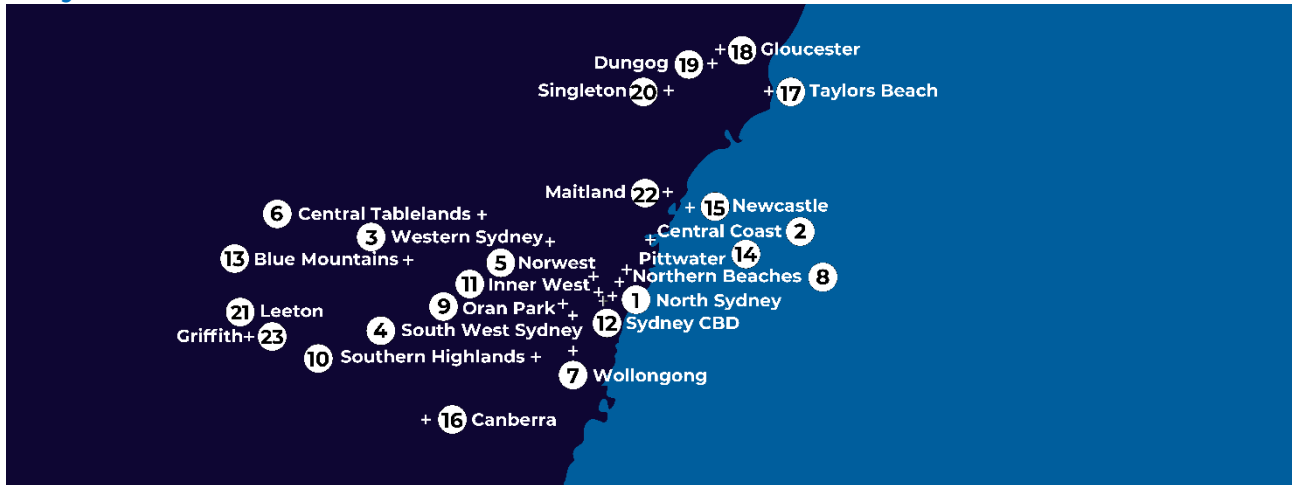 18 Gloucester
Dungog 19
Singleton 20
17 Taylors Beach
Maitland 22
15 Newcastle
6 Central Tablelands
Central Coast 2
3 Western Sydney
Pittwater 14
13 Blue Mountains
5 Norwest
Northern Beaches 8
11 Inner West
1 North Sydney
9 Oran Park
21 Leeton
12 Sydney CBD
4 South West Sydney
Griffith 23
10 Southern Highlands
7 Wollongong
16 Canberra